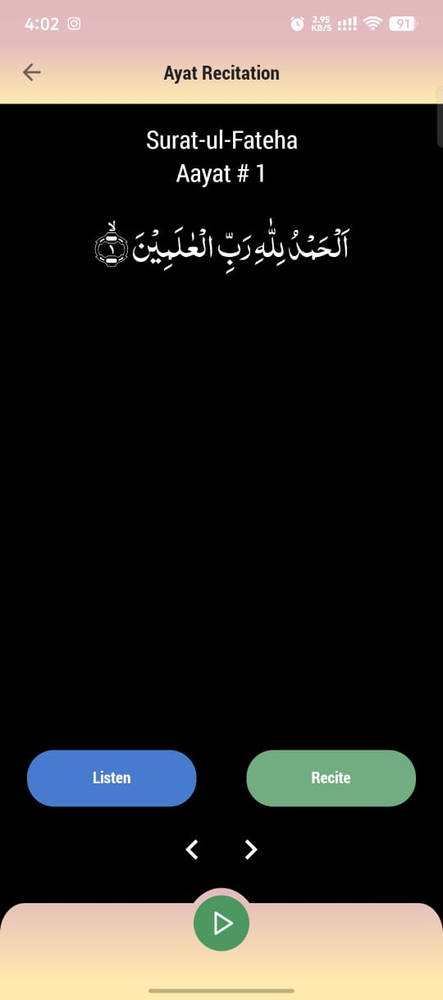 4:02 2.95 KB/S 91
Ayat Recitation
Surat-ul-Fateha
Aayat # 1
اَلْحَمْدُ لِلّٰهِ رَبِّ الْعٰلَمِیْنَۙ ۝۱
Listen Recite